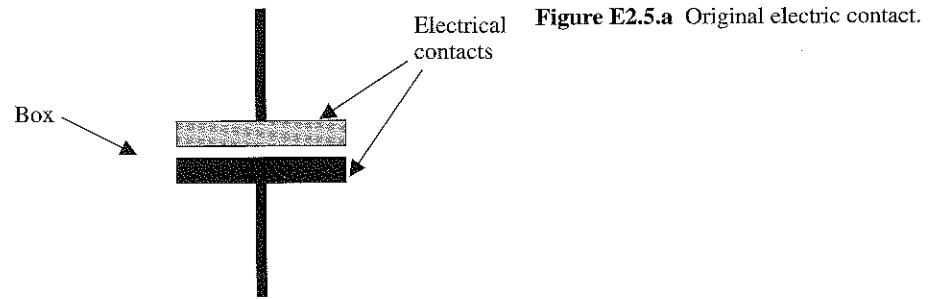 Electrical
contacts
Figure E2.5.a Original electric contact.
Box